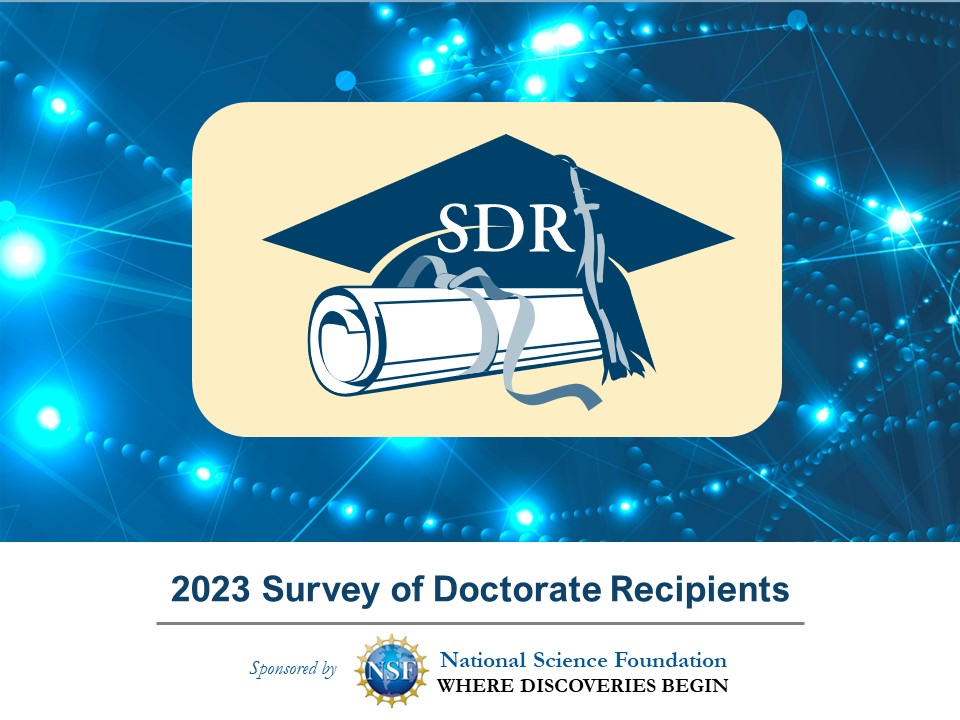 SDR
2023 Survey of Doctorate Recipients
Sponsored by
NSF
National Science Foundation
WHERE DISCOVERIES BEGIN